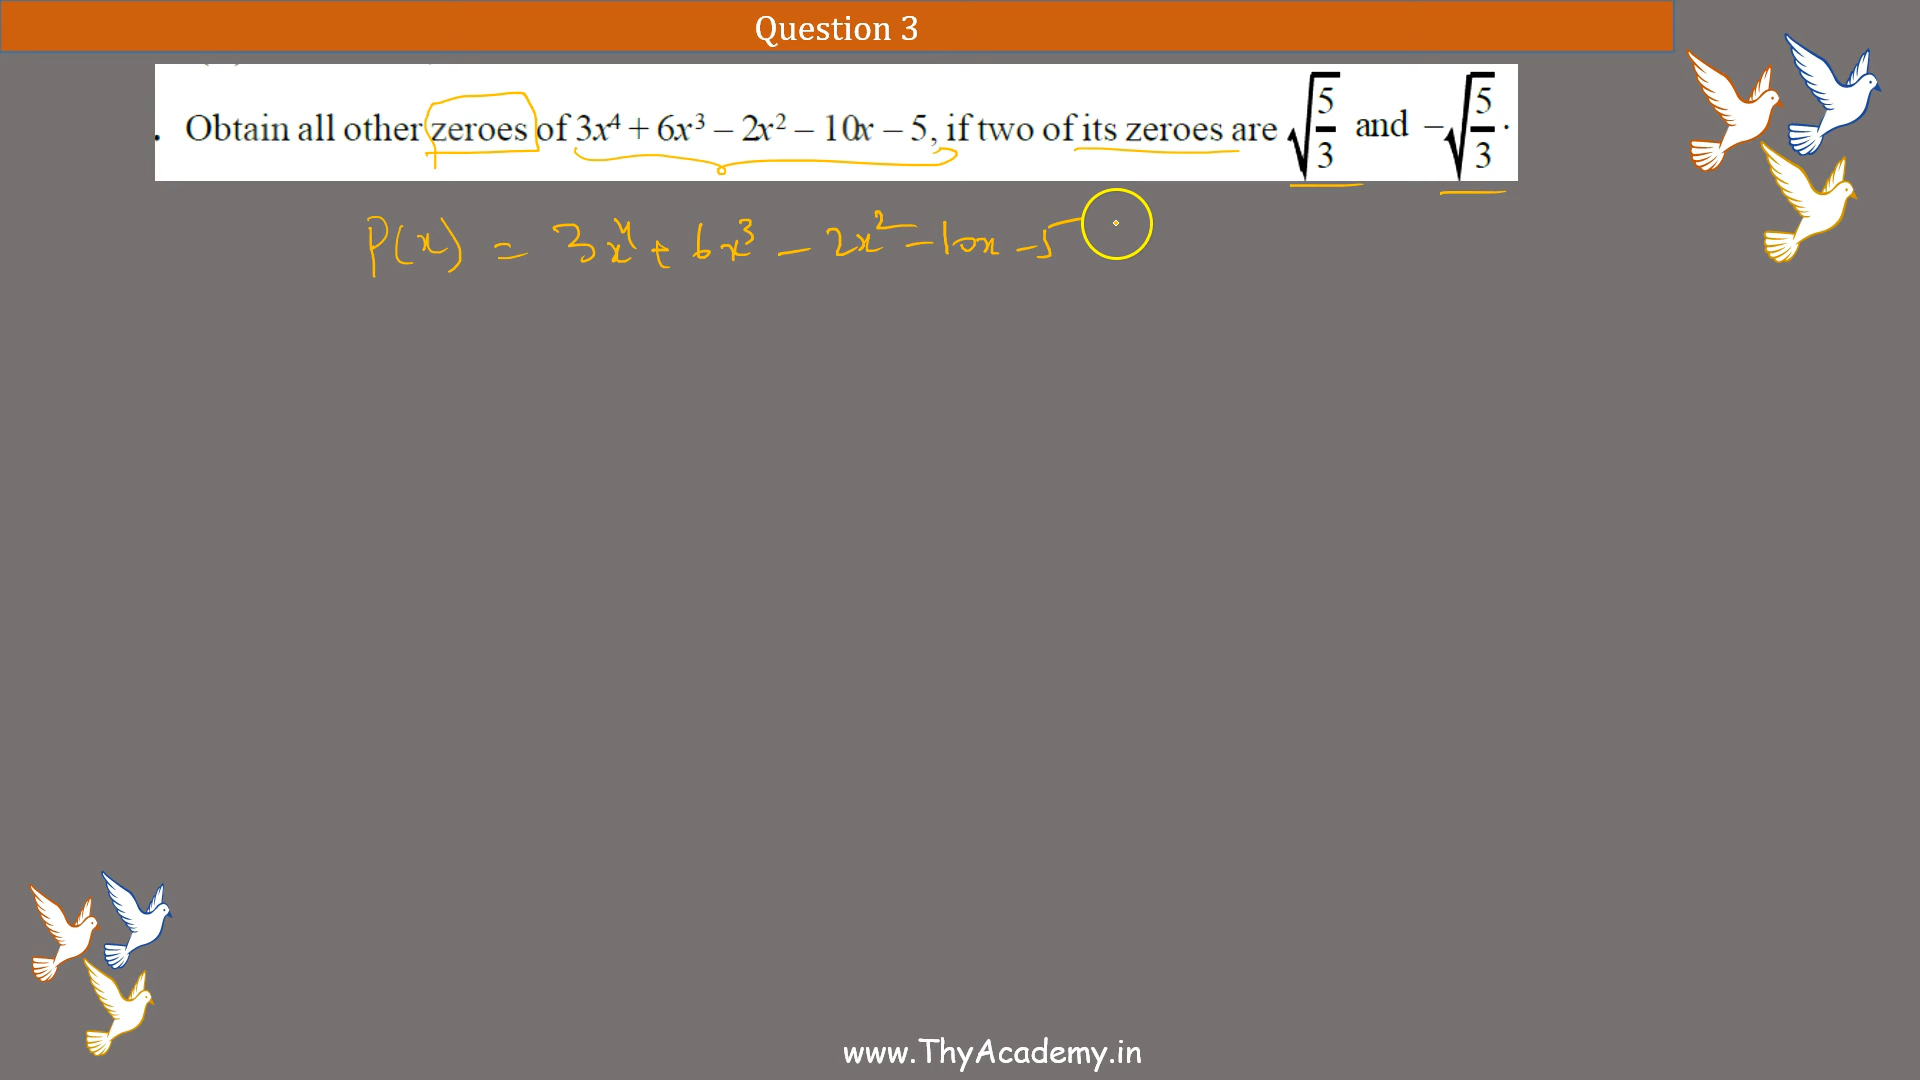 Question 3
. Obtain all other zeroes of 3x⁴ + 6x³ – 2x² – 10x – 5, if two of its zeroes are √(5/3) and –√(5/3).
P(x) = 3x⁴ + 6x³ – 2x² – 10x – 5
www.ThyAcademy.in